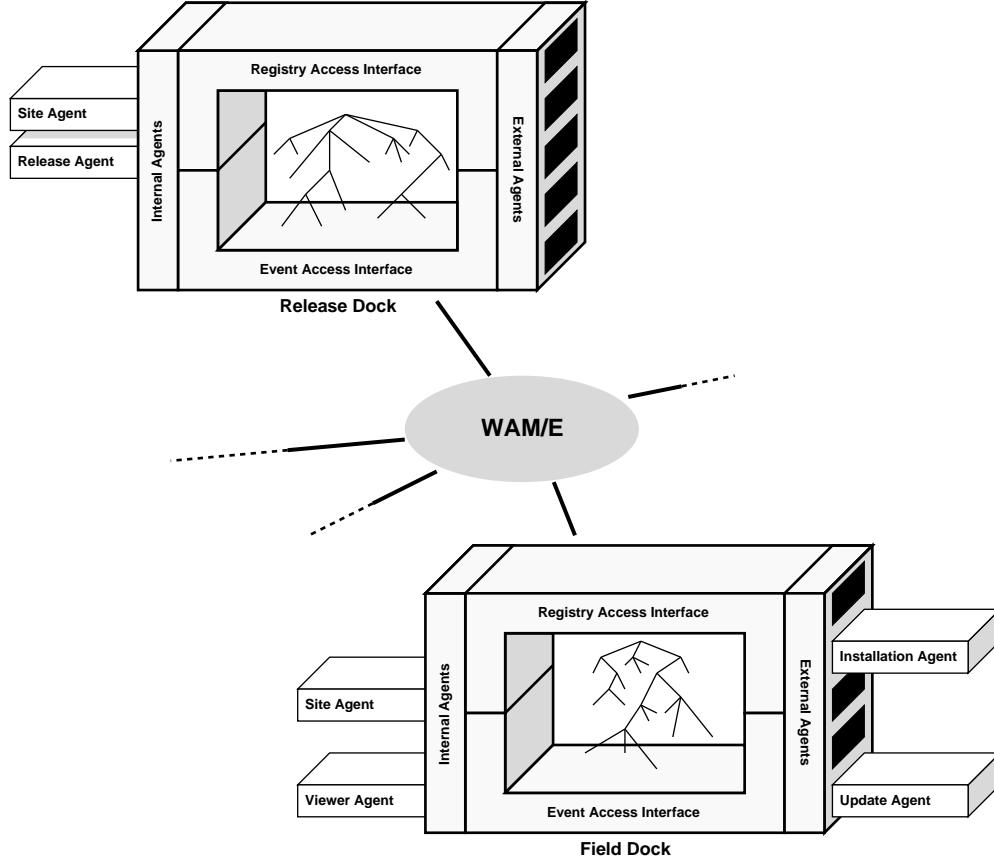 Registry Access Interface
Site Agent
Release Agent
Internal Agents
External Agents
Event Access Interface
Release Dock
WAM/E
Registry Access Interface
Installation Agent
Site Agent
Internal Agents
External Agents
Viewer Agent
Update Agent
Event Access Interface
Field Dock